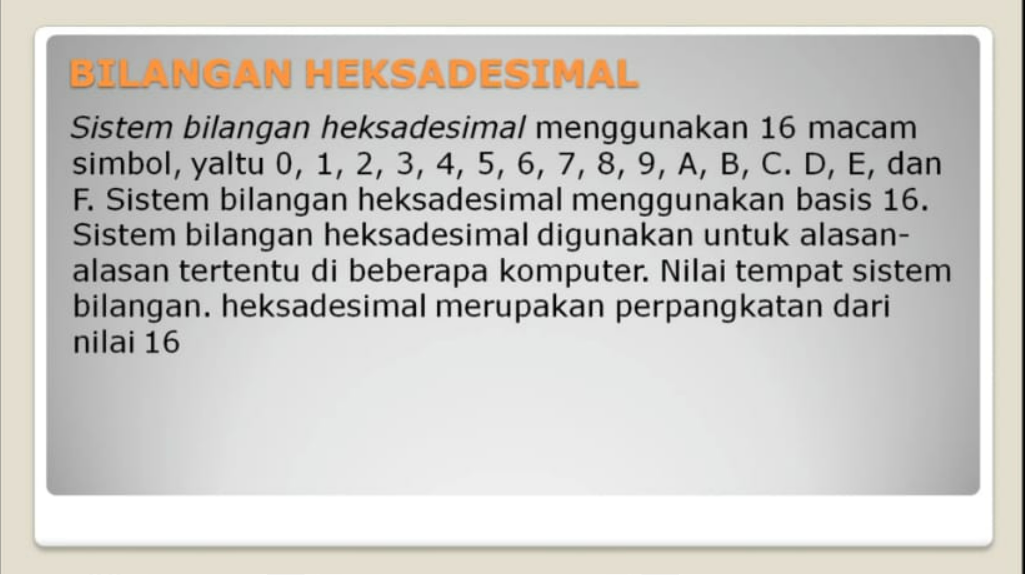 BILANGAN HEKSADESIMAL
Sistem bilangan heksadesimal menggunakan 16 macam
simbol, yaltu 0, 1, 2, 3, 4, 5, 6, 7, 8, 9, A, B, C. D, E, dan
F. Sistem bilangan heksadesimal menggunakan basis 16.
Sistem bilangan heksadesimal digunakan untuk alasan-
alasan tertentu di beberapa komputer. Nilai tempat sistem
bilangan. heksadesimal merupakan perpangkatan dari
nilai 16